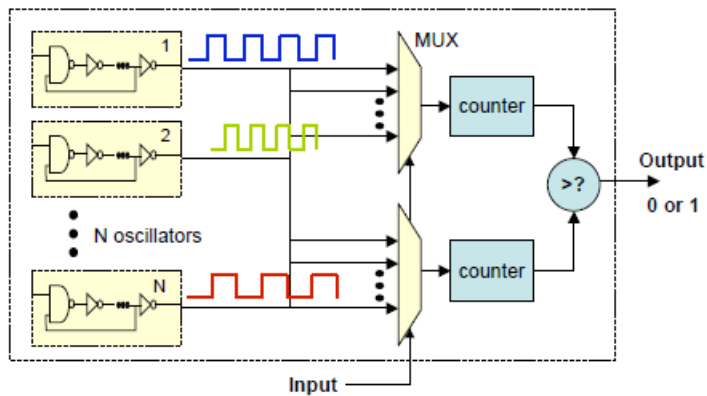 1
MUX
counter
2
Output
>?
0 or 1
N oscillators
N
counter
Input